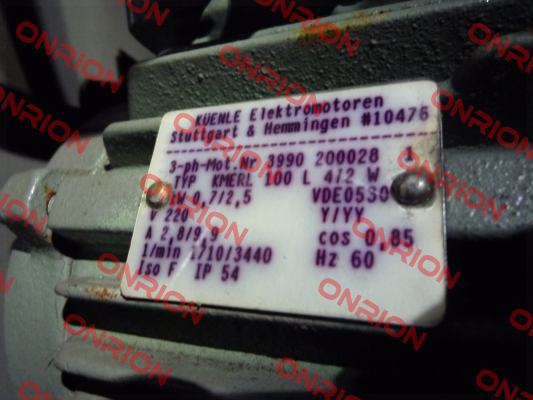 KÜENLE Elektromotoren
Stuttgart & Hemmingen #10476
3-ph-Mot.Nr 3990 200028 1
TYP KMERL 100 L 4/2 W
kW 0,7/2,5 VDE0530
V 220 Y/YY
A 2,8/9,9 cos 0,85
1/min 1710/3440 Hz 60
Iso F IP 54
ONRION